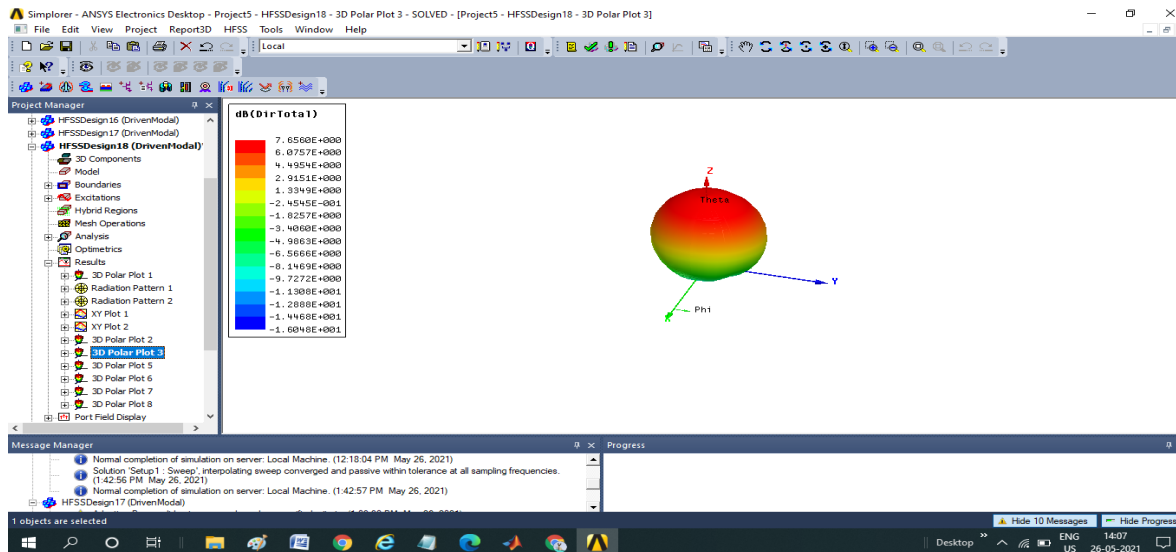 Simplorer - ANSYS Electronics Desktop - Project5 - HFSSDesign18 - 3D Polar Plot 3 - SOLVED - [Project5 - HFSSDesign18 - 3D Polar Plot 3]
File Edit View Project Report3D HFSS Tools Window Help
Local
Project Manager
HFSSDesign16 (DrivenModal)
HFSSDesign17 (DrivenModal)
HFSSDesign18 (DrivenModal)*
3D Components
Model
Boundaries
Excitations
Hybrid Regions
Mesh Operations
Analysis
Optimetrics
Results
3D Polar Plot 1
Radiation Pattern 1
Radiation Pattern 2
XY Plot 1
XY Plot 2
3D Polar Plot 2
3D Polar Plot 3
3D Polar Plot 5
3D Polar Plot 6
3D Polar Plot 7
3D Polar Plot 8
Port Field Display
dB(DirTotal)
7.6560E+000
6.0757E+000
4.4954E+000
2.9151E+000
1.3349E+000
-2.4545E-001
-1.8257E+000
-3.4060E+000
-4.9863E+000
-6.5666E+000
-8.1469E+000
-9.7272E+000
-1.1308E+001
-1.2888E+001
-1.4468E+001
-1.6048E+001
Z
Theta
Y
Phi
X
Message Manager
Normal completion of simulation on server: Local Machine. (12:18:04 PM May 26, 2021)
Solution 'Setup1 : Sweep', interpolating sweep converged and passive within tolerance at all sampling frequencies.
(1:42:56 PM May 26, 2021)
Normal completion of simulation on server: Local Machine. (1:42:57 PM May 26, 2021)
HFSSDesign17 (DrivenModal)
Progress
1 objects are selected
Hide 10 Messages
Hide Progress
Desktop
ENG
US
14:07
26-05-2021